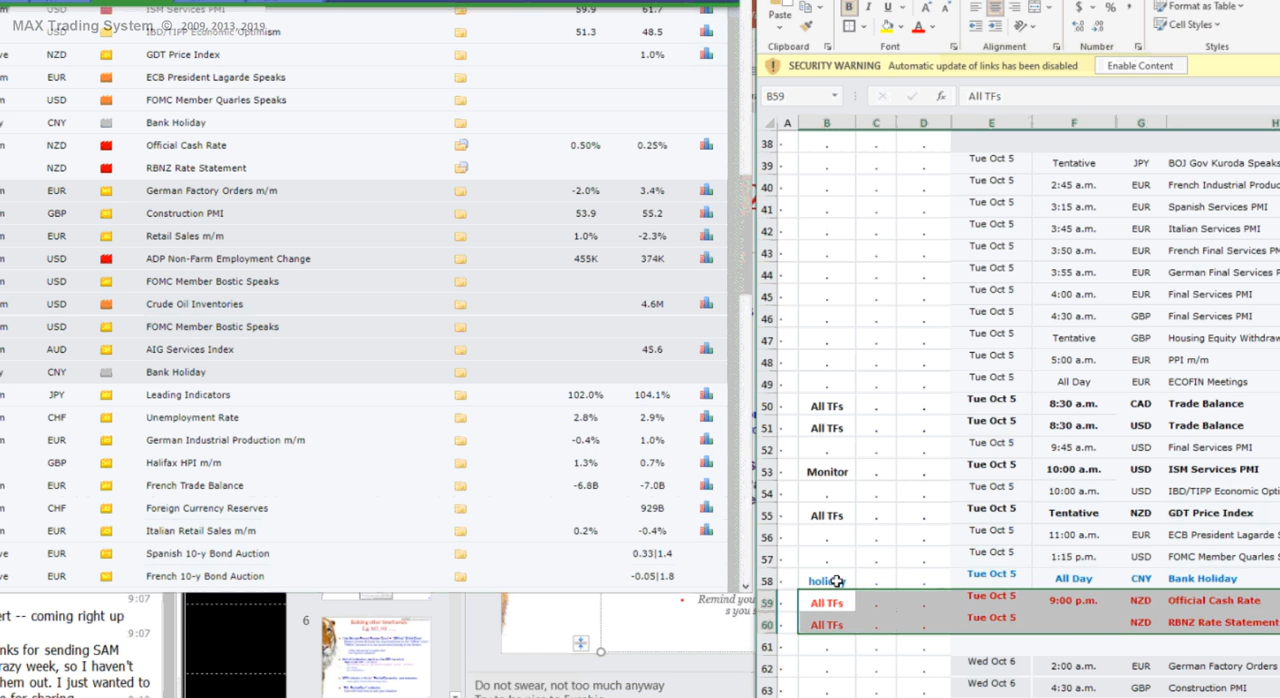 USD ISM Services PMI 59.9 61.7
MAX Trading System © 2009, 2013, 2019
USD IBD/TIPP Economic Optimism 51.3 48.5
NZD GDT Price Index 1.0%
m EUR ECB President Lagarde Speaks
m USD FOMC Member Quarles Speaks
y CNY Bank Holiday
m NZD Official Cash Rate 0.50% 0.25%
NZD RBNZ Rate Statement
m EUR German Factory Orders m/m -2.0% 3.4%
m GBP Construction PMI 53.9 55.2
m EUR Retail Sales m/m 1.0% -2.3%
m USD ADP Non-Farm Employment Change 455K 374K
USD FOMC Member Bostic Speaks
m USD Crude Oil Inventories 4.6M
m USD FOMC Member Bostic Speaks
m AUD AIG Services Index 45.6
y CNY Bank Holiday
m JPY Leading Indicators 102.0% 104.1%
m CHF Unemployment Rate 2.8% 2.9%
m EUR German Industrial Production m/m -0.4% 1.0%
GBP Halifax HPI m/m 1.3% 0.7%
m EUR French Trade Balance -6.8B -7.0B
m CHF Foreign Currency Reserves 929B
m EUR Italian Retail Sales m/m 0.2% -0.4%
ve EUR Spanish 10-y Bond Auction 0.33|1.4
ve EUR French 10-y Bond Auction -0.05|1.8
9:07
ert -- coming right up
9:07
nks for sending SAM
razy week, so I haven't
hem out. I just wanted to
e for sharing
6
Building other timeframes
• Remind you
s you s
Do not swear, not too much anyway
Paste
B I U A A
$ % ,
Format as Table
Cell Styles
Clipboard Font Alignment Number Styles
SECURITY WARNING Automatic update of links has been disabled Enable Content
B59 fx All TFs
A B C D E F G H
38 . . .
39 . . . Tue Oct 5 Tentative JPY BOJ Gov Kuroda Speaks
40 . . . Tue Oct 5 2:45 a.m. EUR French Industrial Produc
41 . . . Tue Oct 5 3:15 a.m. EUR Spanish Services PMI
42 . . . Tue Oct 5 3:45 a.m. EUR Italian Services PMI
43 . . . Tue Oct 5 3:50 a.m. EUR French Final Services P
44 . . . Tue Oct 5 3:55 a.m. EUR German Final Services P
45 . . . Tue Oct 5 4:00 a.m. EUR Final Services PMI
46 . . . Tue Oct 5 4:30 a.m. GBP Final Services PMI
47 . . . Tue Oct 5 Tentative GBP Housing Equity Withdraw
48 . . . Tue Oct 5 5:00 a.m. EUR PPI m/m
49 . . . Tue Oct 5 All Day EUR ECOFIN Meetings
50 All TFs . . Tue Oct 5 8:30 a.m. CAD Trade Balance
51 All TFs . . Tue Oct 5 8:30 a.m. USD Trade Balance
52 . . . Tue Oct 5 9:45 a.m. USD Final Services PMI
53 Monitor . . Tue Oct 5 10:00 a.m. USD ISM Services PMI
54 . . . Tue Oct 5 10:00 a.m. USD IBD/TIPP Economic Opti
55 All TFs . . Tue Oct 5 Tentative NZD GDT Price Index
56 . . . Tue Oct 5 11:00 a.m. EUR ECB President Lagarde S
57 . . . Tue Oct 5 1:15 p.m. USD FOMC Member Quarles S
58 holiday . . Tue Oct 5 All Day CNY Bank Holiday
59 All TFs . . Tue Oct 5 9:00 p.m. NZD Official Cash Rate
60 All TFs . . Tue Oct 5 NZD RBNZ Rate Statement
61 . . .
62 . . . Wed Oct 6 2:00 a.m. EUR German Factory Orders
63 . . . Wed Oct 6 4:30 a.m. GBP Construction PMI